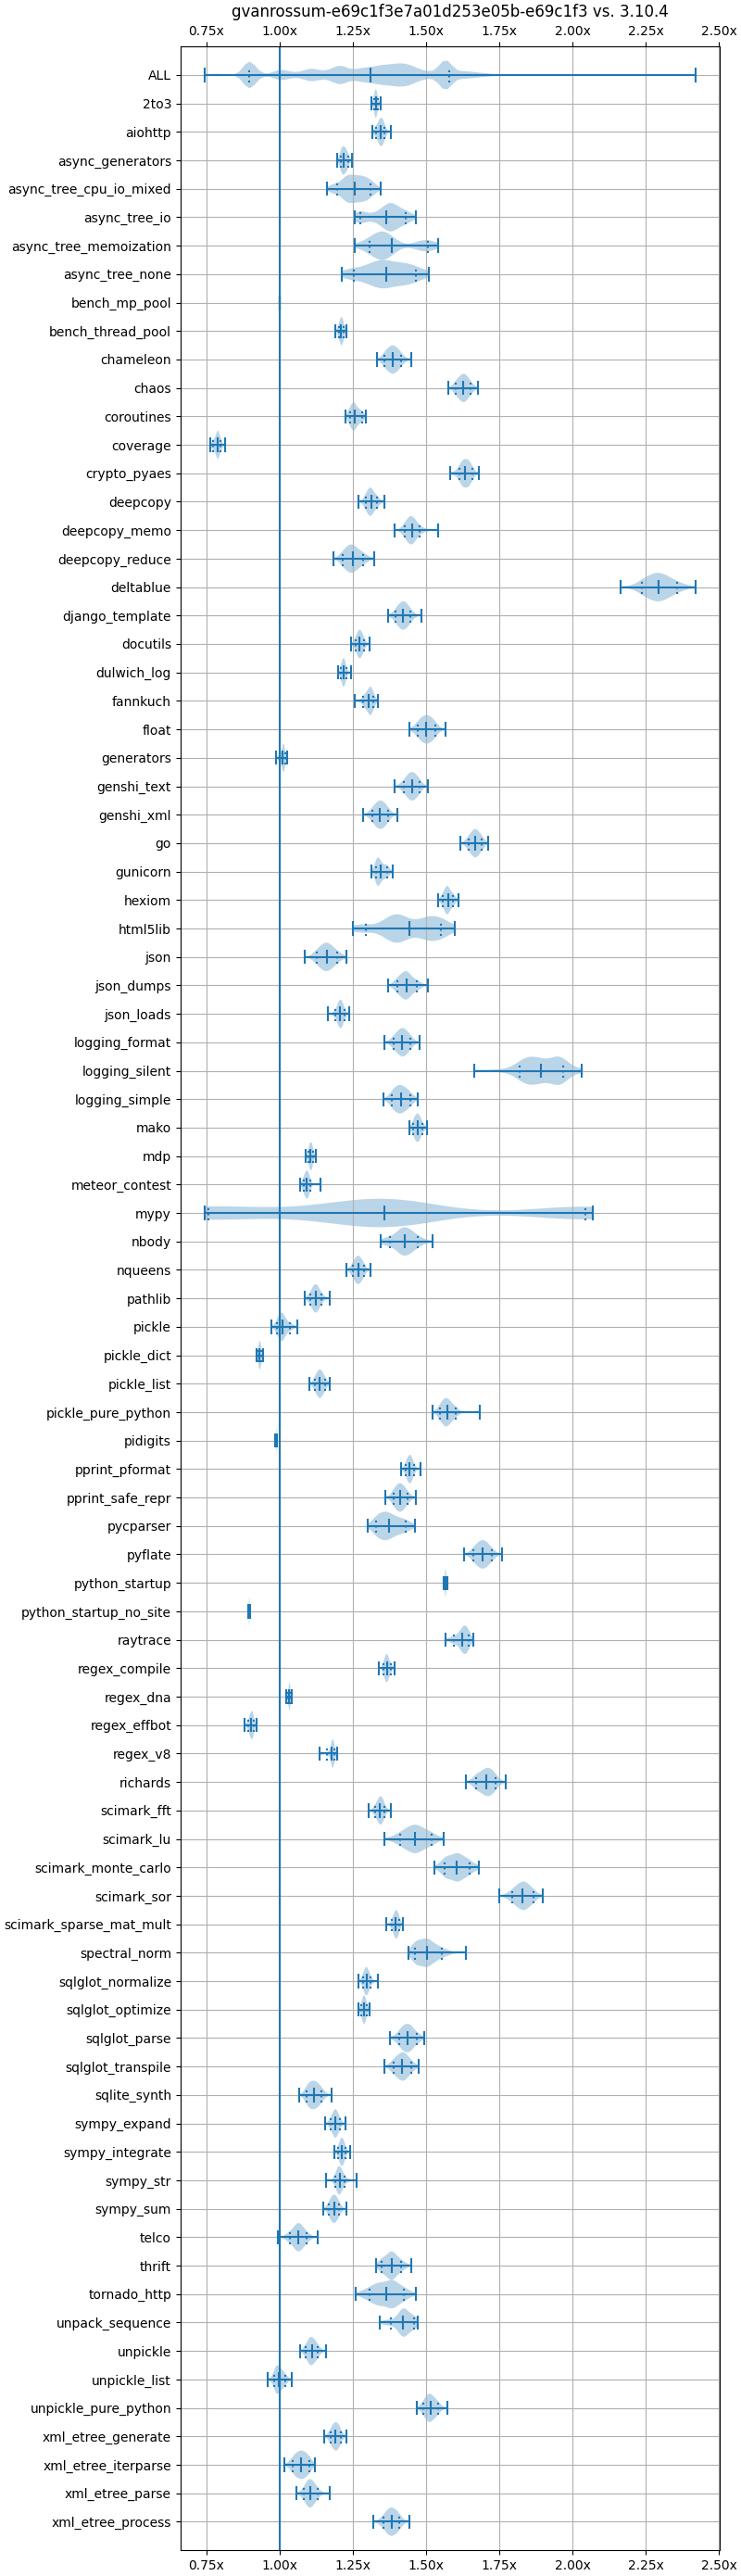 gvanrossum-e69c1f3e7a01d253e05b-e69c1f3 vs. 3.10.4
0.75x 1.00x 1.25x 1.50x 1.75x 2.00x 2.25x 2.50x
ALL
2to3
aiohttp
async_generators
async_tree_cpu_io_mixed
async_tree_io
async_tree_memoization
async_tree_none
bench_mp_pool
bench_thread_pool
chameleon
chaos
coroutines
coverage
crypto_pyaes
deepcopy
deepcopy_memo
deepcopy_reduce
deltablue
django_template
docutils
dulwich_log
fannkuch
float
generators
genshi_text
genshi_xml
go
gunicorn
hexiom
html5lib
json
json_dumps
json_loads
logging_format
logging_silent
logging_simple
mako
mdp
meteor_contest
mypy
nbody
nqueens
pathlib
pickle
pickle_dict
pickle_list
pickle_pure_python
pidigits
pprint_pformat
pprint_safe_repr
pycparser
pyflate
python_startup
python_startup_no_site
raytrace
regex_compile
regex_dna
regex_effbot
regex_v8
richards
scimark_fft
scimark_lu
scimark_monte_carlo
scimark_sor
scimark_sparse_mat_mult
spectral_norm
sqlglot_normalize
sqlglot_optimize
sqlglot_parse
sqlglot_transpile
sqlite_synth
sympy_expand
sympy_integrate
sympy_str
sympy_sum
telco
thrift
tornado_http
unpack_sequence
unpickle
unpickle_list
unpickle_pure_python
xml_etree_generate
xml_etree_iterparse
xml_etree_parse
xml_etree_process
0.75x 1.00x 1.25x 1.50x 1.75x 2.00x 2.25x 2.50x